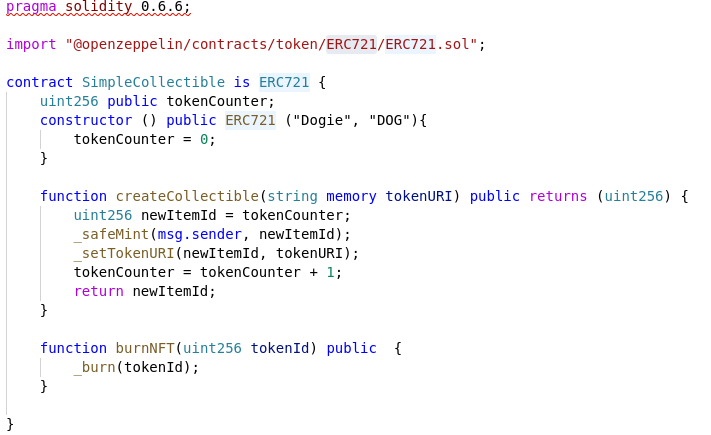 pragma solidity 0.6.6;
import "@openzeppelin/contracts/token/ERC721/ERC721.sol";
contract SimpleCollectible is ERC721 {
    uint256 public tokenCounter;
    constructor () public ERC721 ("Dogie", "DOG"){
        tokenCounter = 0;
    }
    function createCollectible(string memory tokenURI) public returns (uint256) {
        uint256 newItemId = tokenCounter;
        _safeMint(msg.sender, newItemId);
        _setTokenURI(newItemId, tokenURI);
        tokenCounter = tokenCounter + 1;
        return newItemId;
    }
    function burnNFT(uint256 tokenId) public  {
        _burn(tokenId);
    }
}